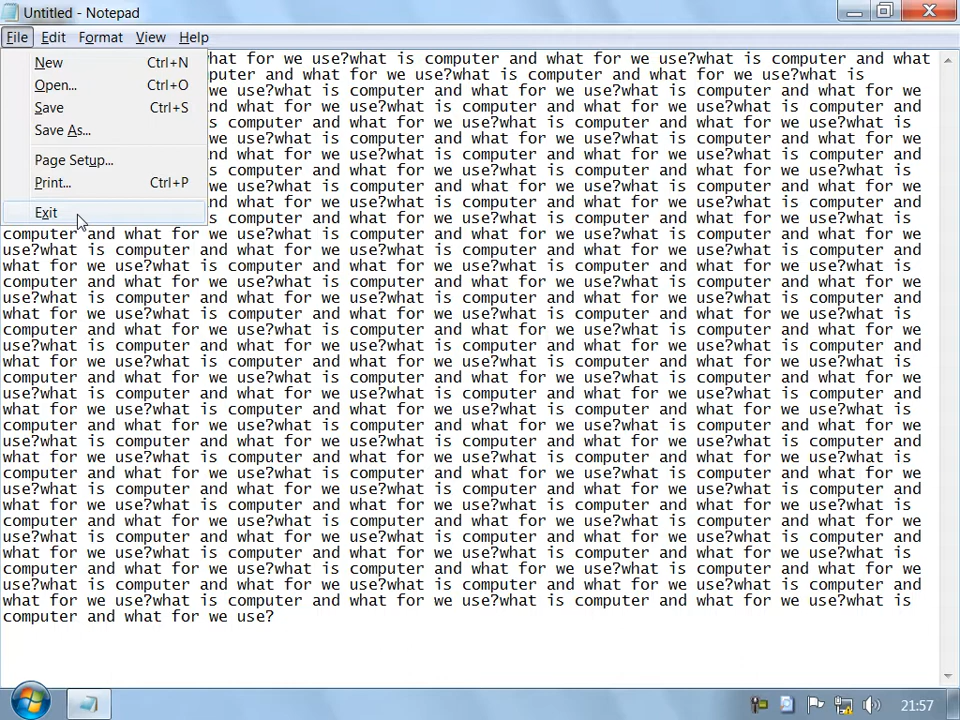 Untitled - Notepad
File Edit Format View Help
New Ctrl+N
Open... Ctrl+O
Save Ctrl+S
Save As...
Page Setup...
Print... Ctrl+P
Exit
hat for we use?what is computer and what for we use?what is computer and what
puter and what for we use?what is computer and what for we use?what is
we use?what is computer and what for we use?what is computer and what for we
nd what for we use?what is computer and what for we use?what is computer and
s computer and what for we use?what is computer and what for we use?what is
we use?what is computer and what for we use?what is computer and what for we
nd what for we use?what is computer and what for we use?what is computer and
s computer and what for we use?what is computer and what for we use?what is
we use?what is computer and what for we use?what is computer and what for we
nd what for we use?what is computer and what for we use?what is computer and
s computer and what for we use?what is computer and what for we use?what is
computer and what for we use?what is computer and what for we use?what is computer and what for we
use?what is computer and what for we use?what is computer and what for we use?what is computer and
what for we use?what is computer and what for we use?what is computer and what for we use?what is
computer and what for we use?what is computer and what for we use?what is computer and what for we
use?what is computer and what for we use?what is computer and what for we use?what is computer and
what for we use?what is computer and what for we use?what is computer and what for we use?what is
computer and what for we use?what is computer and what for we use?what is computer and what for we
use?what is computer and what for we use?what is computer and what for we use?what is computer and
what for we use?what is computer and what for we use?what is computer and what for we use?what is
computer and what for we use?what is computer and what for we use?what is computer and what for we
use?what is computer and what for we use?what is computer and what for we use?what is computer and
what for we use?what is computer and what for we use?what is computer and what for we use?what is
computer and what for we use?what is computer and what for we use?what is computer and what for we
use?what is computer and what for we use?what is computer and what for we use?what is computer and
what for we use?what is computer and what for we use?what is computer and what for we use?what is
computer and what for we use?what is computer and what for we use?what is computer and what for we
use?what is computer and what for we use?what is computer and what for we use?what is computer and
what for we use?what is computer and what for we use?what is computer and what for we use?what is
computer and what for we use?what is computer and what for we use?what is computer and what for we
use?what is computer and what for we use?what is computer and what for we use?what is computer and
what for we use?what is computer and what for we use?what is computer and what for we use?what is
computer and what for we use?what is computer and what for we use?what is computer and what for we
use?what is computer and what for we use?what is computer and what for we use?what is computer and
what for we use?what is computer and what for we use?what is computer and what for we use?what is
computer and what for we use?
21:57